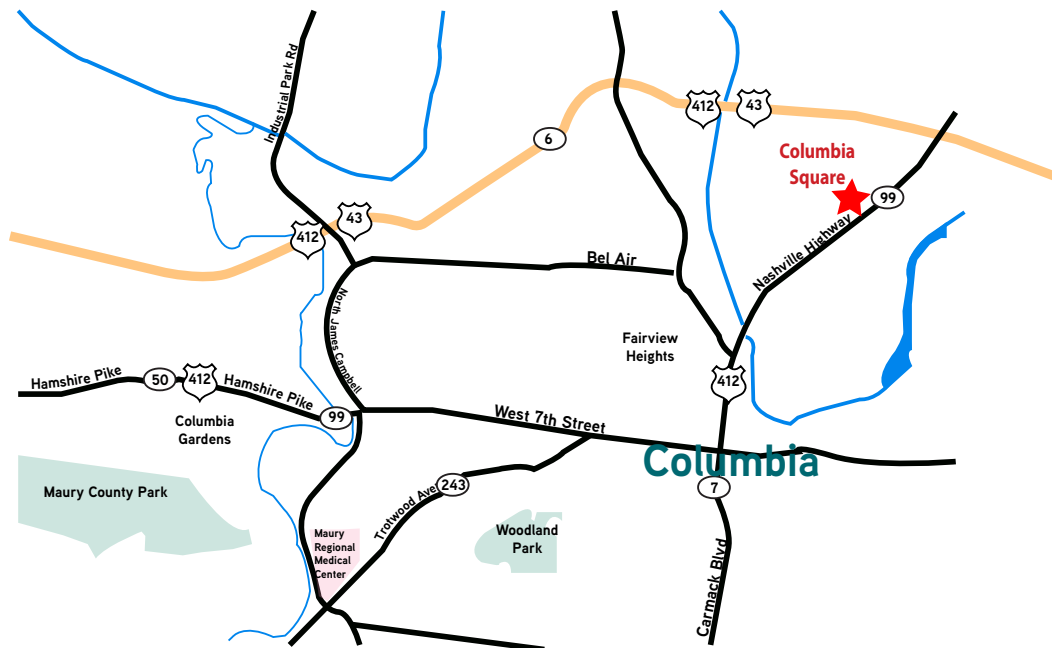 Industrial Park Rd
412
43
6
Columbia
Square
99
43
412
Nashville Highway
Bel Air
North James Campbell
Fairview
Heights
Hamshire Pike
50
412
Hamshire Pike
412
99
Columbia
Gardens
West 7th Street
Columbia
243
7
Trotwood Ave
Maury County Park
Woodland
Park
Maury
Regional
Medical
Center
Carmack Blvd